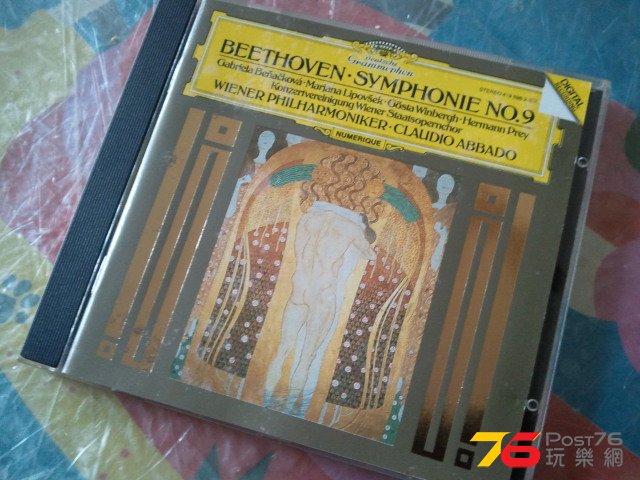 Deutsche
Grammophon
BEETHOVEN · SYMPHONIE NO.9
Gabriela Beňačková · Marjana Lipovšek · Gösta Winbergh · Hermann Prey
Konzertvereinigung Wiener Staatsopernchor
WIENER PHILHARMONIKER · CLAUDIO ABBADO
NUMERIQUE
STEREO
DIGITAL
76 Post76
玩樂網